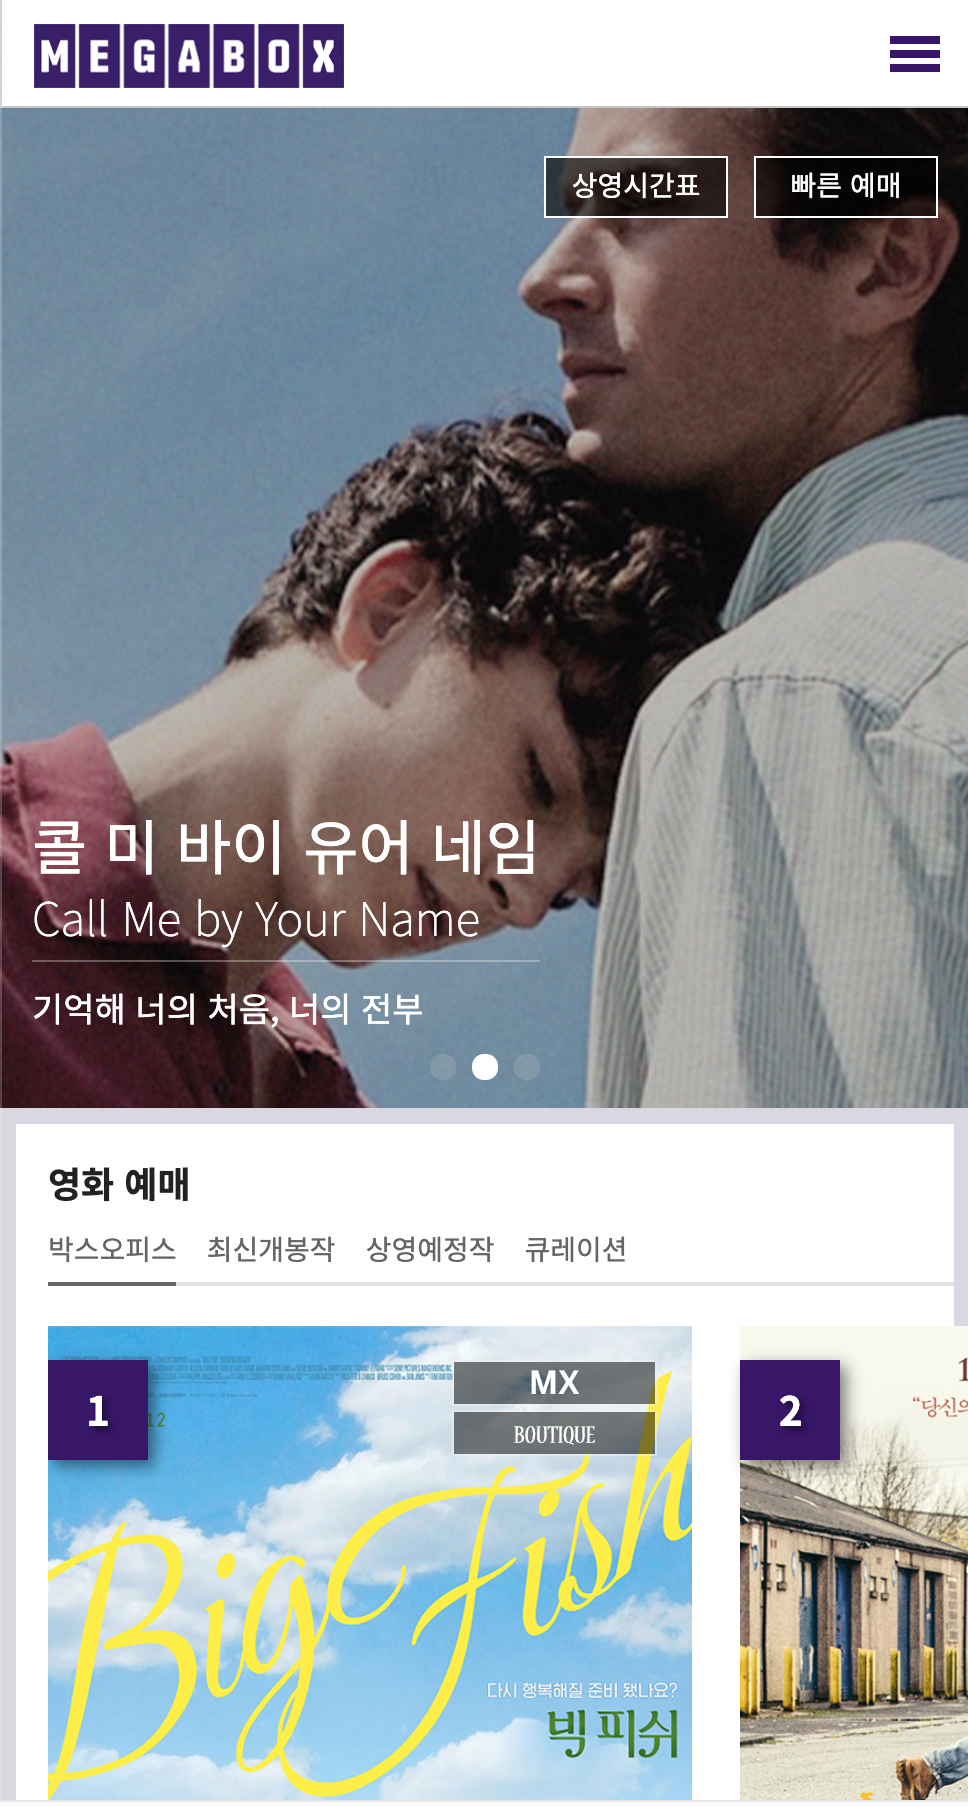 MEGABOX
상영시간표
빠른 예매
콜 미 바이 유어 네임
Call Me by Your Name
기억해 너의 처음, 너의 전부
영화 예매
박스오피스 최신개봉작 상영예정작 큐레이션
1
12
MX
BOUTIQUE
Big Fish
다시 행복해질 준비 됐나요?
빅 피쉬
2
1
“당신의